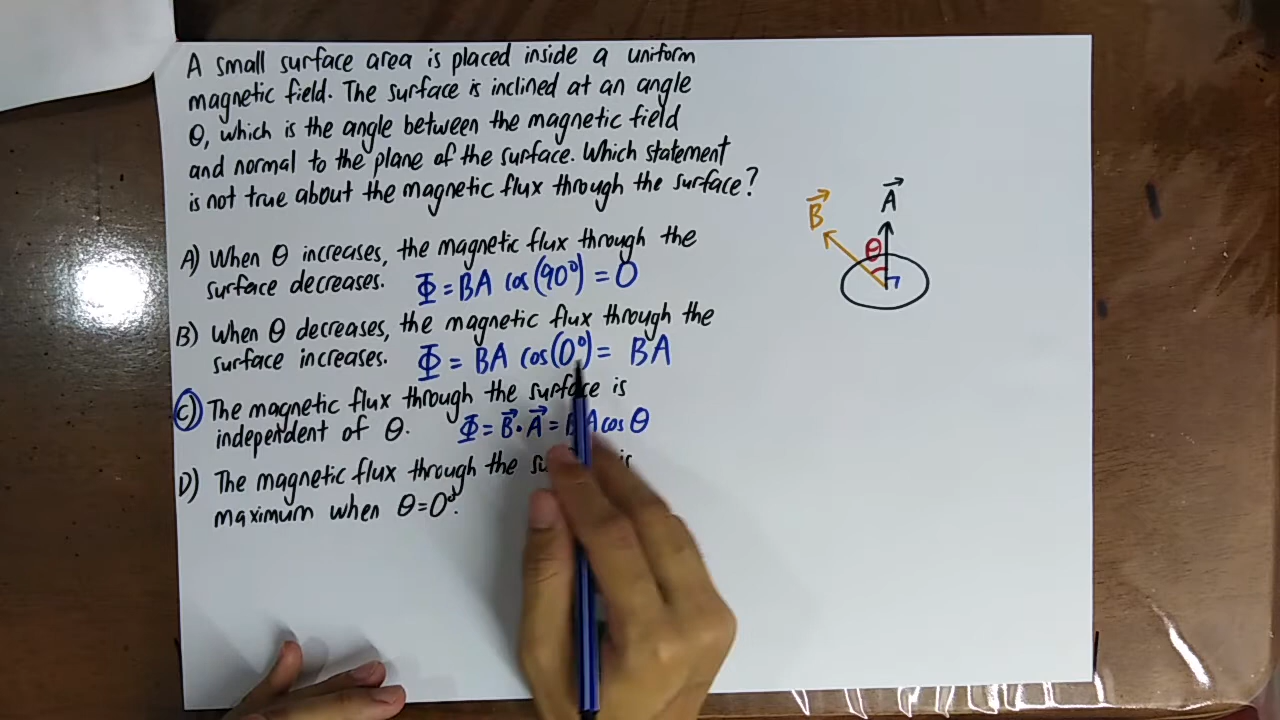 A small surface area is placed inside a uniform
magnetic field. The surface is inclined at an angle
θ, which is the angle between the magnetic field
and normal to the plane of the surface. Which statement
is not true about the magnetic flux through the surface?
A) When θ increases, the magnetic flux through the
surface decreases. Φ = BA cos(90°) = 0
B) When θ decreases, the magnetic flux through the
surface increases. Φ = BA cos(0°) = BA
C) The magnetic flux through the surface is
independent of θ. Φ = B⃗·A⃗ = BA cos θ
D) The magnetic flux through the is
maximum when θ=0°.
B⃗ A⃗
θ